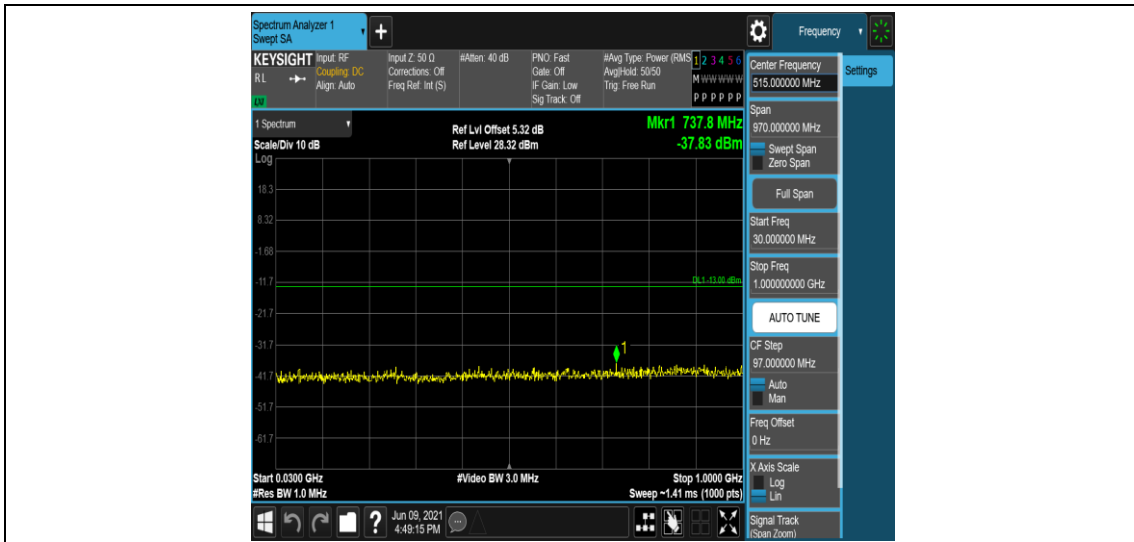 Spectrum Analyzer 1
Swept SA
+
Frequency
KEYSIGHT
RL
LXI
Input: RF
Coupling: DC
Align: Auto
Input Z: 50 Ω
Corrections: Off
Freq Ref: Int (S)
#Atten: 40 dB
PNO: Fast
Gate: Off
IF Gain: Low
Sig Track: Off
#Avg Type: Power (RMS
Avg|Hold: 50/50
Trig: Free Run
1 2 3 4 5 6
M W W W W W
P P P P P P
1 Spectrum
Scale/Div 10 dB
Ref Lvl Offset 5.32 dB
Ref Level 28.32 dBm
Mkr1 737.8 MHz
-37.83 dBm
Log
18.3
8.32
-1.68
-11.7
DL1 -13.00 dBm
-21.7
-31.7
1
-41.7
-51.7
-61.7
Start 0.0300 GHz
#Res BW 1.0 MHz
#Video BW 3.0 MHz
Stop 1.0000 GHz
Sweep ~1.41 ms (1000 pts)
?
Jun 09, 2021
4:49:15 PM
Center Frequency
515.000000 MHz
Settings
Span
970.000000 MHz
Swept Span
Zero Span
Full Span
Start Freq
30.000000 MHz
Stop Freq
1.000000000 GHz
AUTO TUNE
CF Step
97.000000 MHz
Auto
Man
Freq Offset
0 Hz
X Axis Scale
Log
Lin
Signal Track
(Span Zoom)